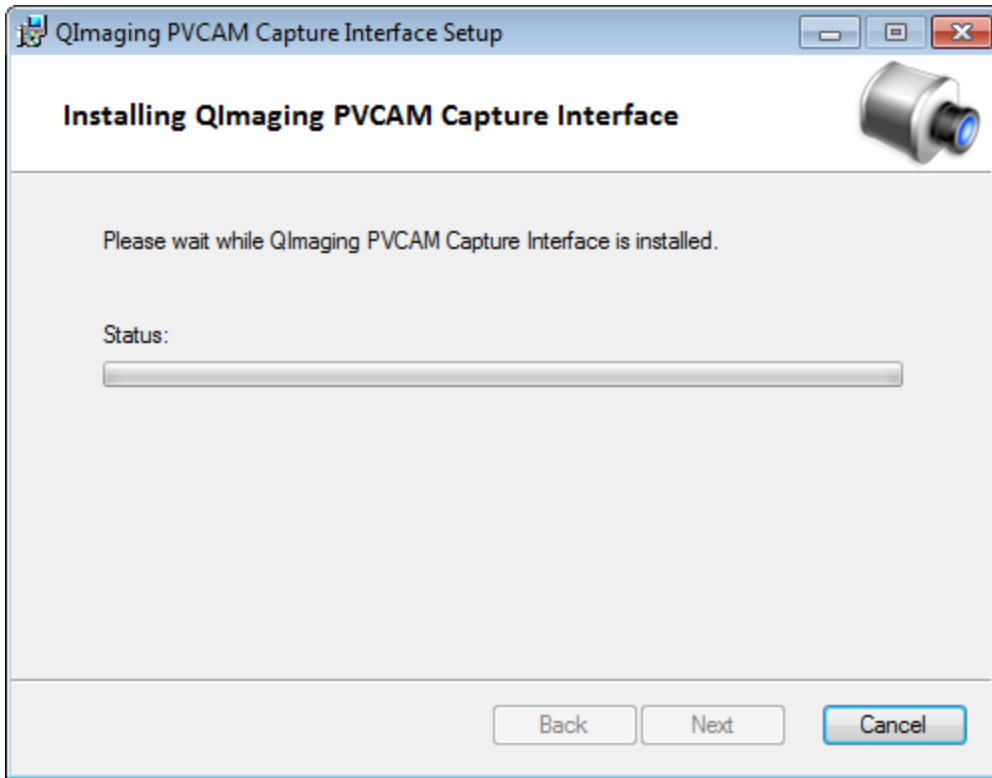 QImaging PVCAM Capture Interface Setup
Installing QImaging PVCAM Capture Interface
Please wait while QImaging PVCAM Capture Interface is installed.
Status:
Back Next Cancel